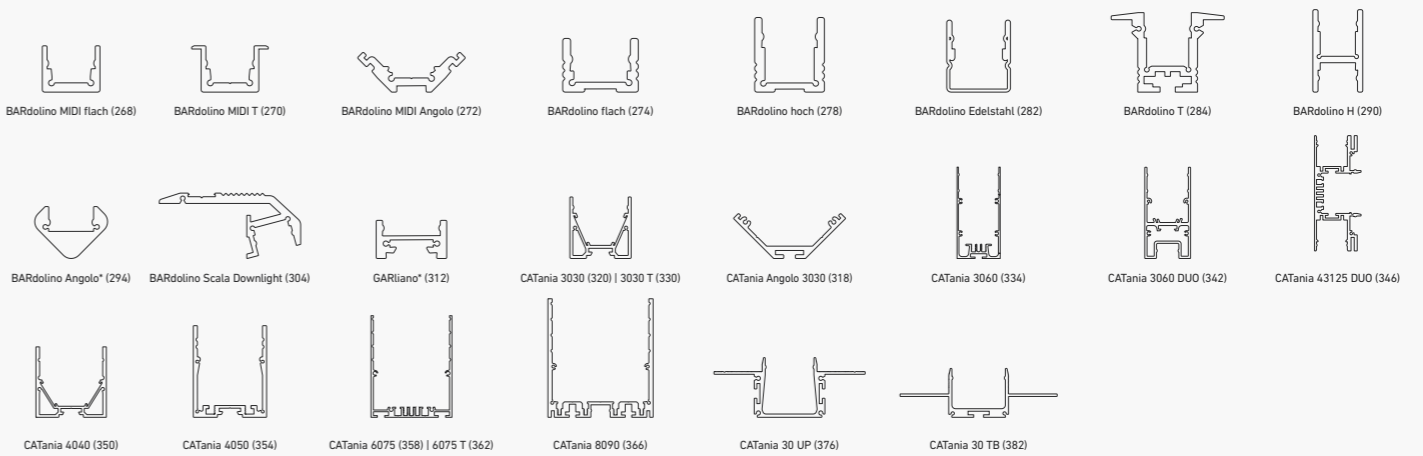 BARdolino MIDI flach (268)
BARdolino MIDI T (270)
BARdolino MIDI Angolo (272)
BARdolino flach (274)
BARdolino hoch (278)
BARdolino Edelstahl (282)
BARdolino T (284)
BARdolino H (290)
BARdolino Angolo* (294)
BARdolino Scala Downlight (304)
GARliano* (312)
CATania 3030 (320) | 3030 T (330)
CATania Angolo 3030 (318)
CATania 3060 (334)
CATania 3060 DUO (342)
CATania 43125 DUO (346)
CATania 4040 (350)
CATania 4050 (354)
CATania 6075 (358) | 6075 T (362)
CATania 8090 (366)
CATania 30 UP (376)
CATania 30 TB (382)